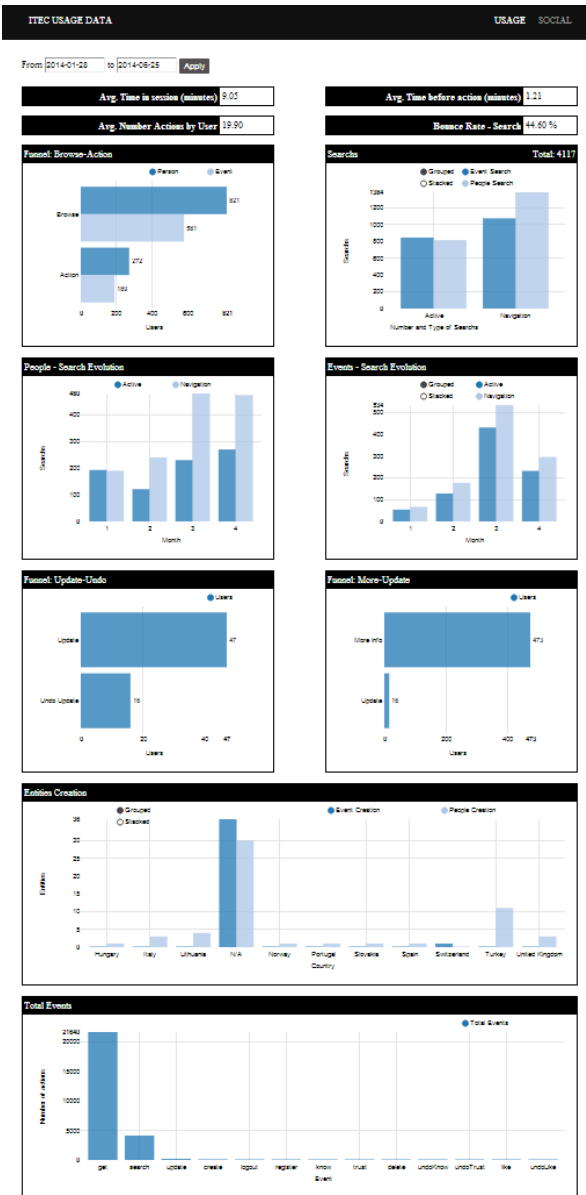 ITEC USAGE DATA USAGE SOCIAL
From 2014-01-28 to 2014-06-25 Apply
Avg. Time in session (minutes) 9.05
Avg. Time before action (minutes) 1.21
Avg. Number Actions by User 19.90
Bounce Rate - Search 44.60 %
Funnel: Browse-Action
Person Event
Browse
821
581
Action
272
180
0 200 400 600 821
Users
Searchs Total: 4117
Grouped Event Search
Stacked People Search
1384
1200
1000
800
600
400
200
0
Searchs
Active Navigation
Number and Type of Searchs
People - Search Evolution
Active Navigation
480
400
300
200
100
0
Searchs
1 2 3 4
Month
Events - Search Evolution
Grouped Active
Stacked Navigation
534
500
400
300
200
100
0
Searchs
1 2 3 4
Month
Funnel: Update-Undo
Users
Update
47
Undo Update
16
0 20 40 47
Users
Funnel: More-Update
Users
More info
473
Update
16
0 200 400 473
Users
Entities Creation
Grouped Event Creation People Creation
Stacked
36
30
25
20
15
10
5
0
Entities
Hungary Italy Lithuania N/A Norway Portugal Slovakia Spain Switzerland Turkey United Kingdom
Country
Total Events
Total Events
21640
20000
15000
10000
5000
0
Number of actions
get search update create logout register know trust delete undoKnow undoTrust like undoLike
Event